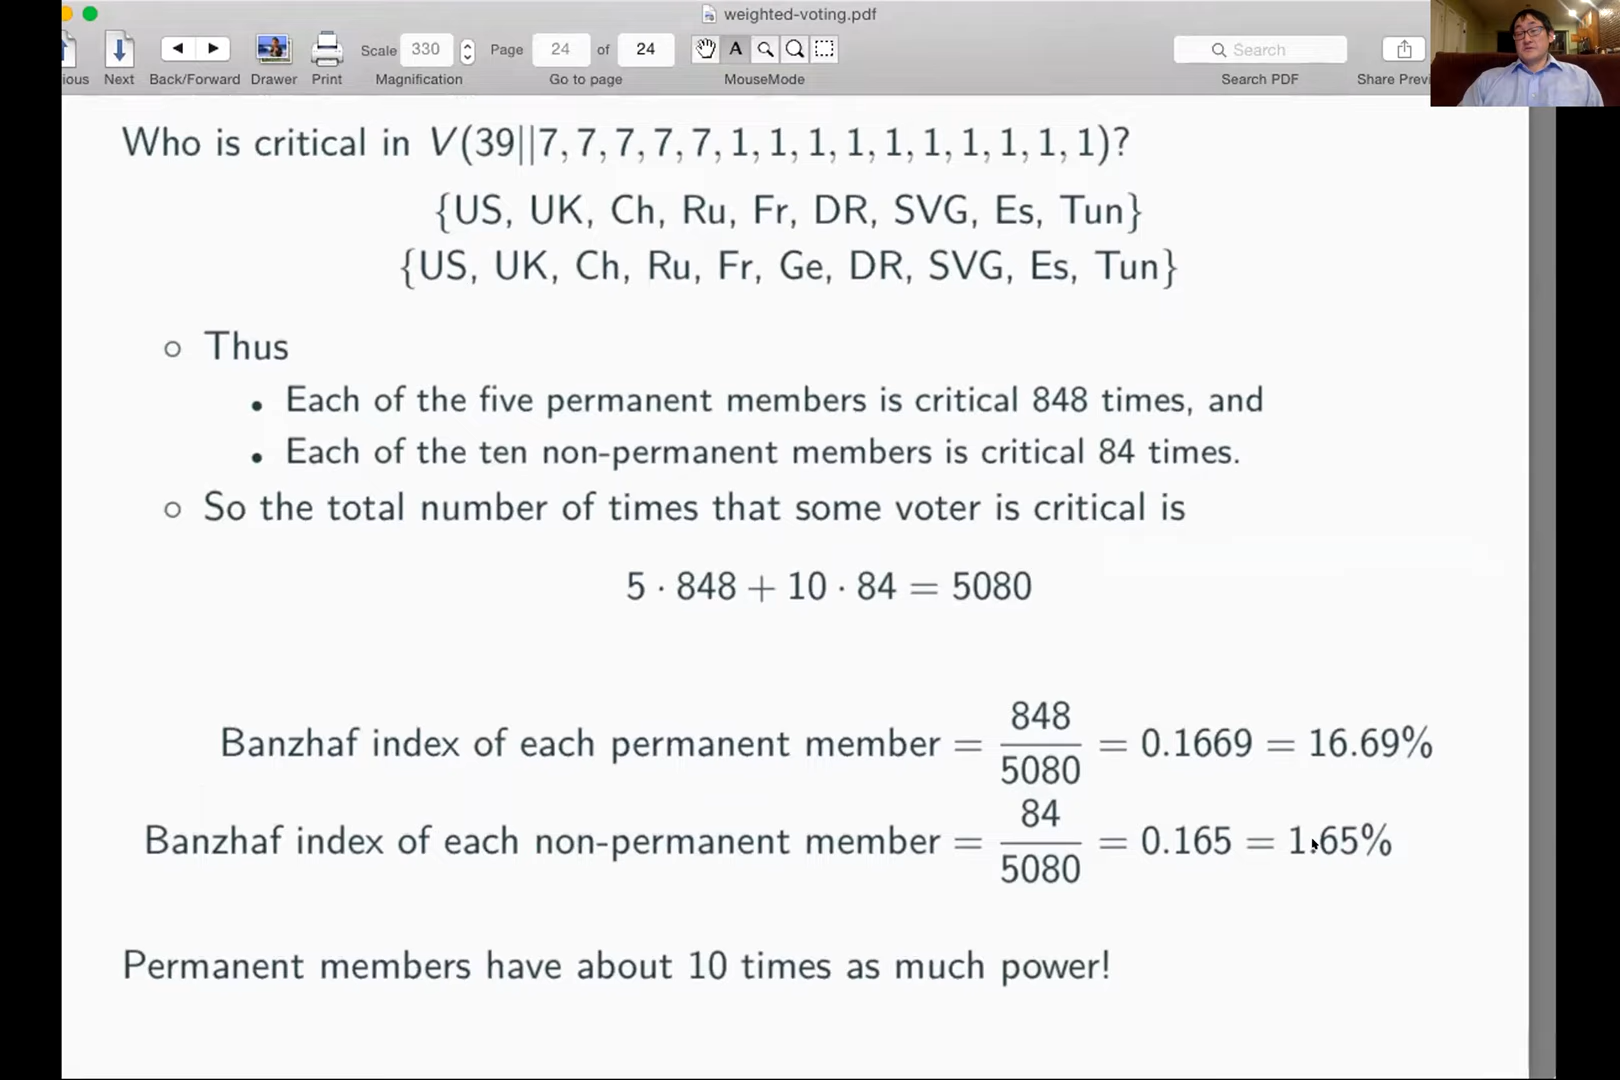 weighted-voting.pdf
ious Next Back/Forward Drawer Print Scale 330 Magnification Page 24 of 24 Go to page A MouseMode Search Search PDF Share Previ
Who is critical in V(39||7, 7, 7, 7, 7, 1, 1, 1, 1, 1, 1, 1, 1, 1, 1)?
{US, UK, Ch, Ru, Fr, DR, SVG, Es, Tun}
{US, UK, Ch, Ru, Fr, Ge, DR, SVG, Es, Tun}
○ Thus
• Each of the five permanent members is critical 848 times, and
• Each of the ten non-permanent members is critical 84 times.
○ So the total number of times that some voter is critical is
5 · 848 + 10 · 84 = 5080
Banzhaf index of each permanent member = 848/5080 = 0.1669 = 16.69%
Banzhaf index of each non-permanent member = 84/5080 = 0.165 = 1.65%
Permanent members have about 10 times as much power!